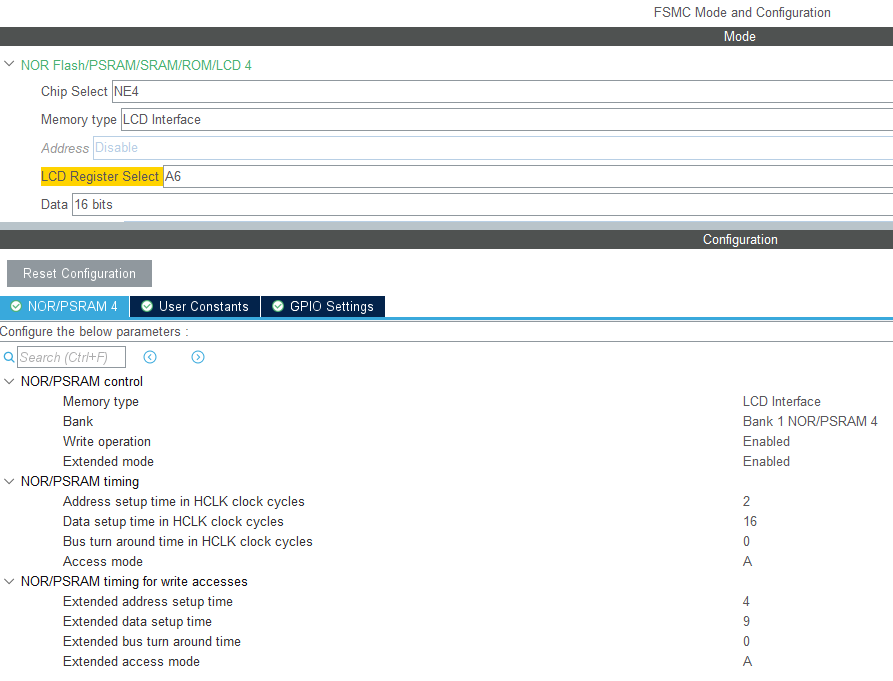 FSMC Mode and Configuration
Mode
NOR Flash/PSRAM/SRAM/ROM/LCD 4
Chip Select NE4
Memory type LCD Interface
Address Disable
LCD Register Select A6
Data 16 bits
Configuration
Reset Configuration
NOR/PSRAM 4 User Constants GPIO Settings
Configure the below parameters :
Search (Ctrl+F)
NOR/PSRAM control
Memory type LCD Interface
Bank Bank 1 NOR/PSRAM 4
Write operation Enabled
Extended mode Enabled
NOR/PSRAM timing
Address setup time in HCLK clock cycles 2
Data setup time in HCLK clock cycles 16
Bus turn around time in HCLK clock cycles 0
Access mode A
NOR/PSRAM timing for write accesses
Extended address setup time 4
Extended data setup time 9
Extended bus turn around time 0
Extended access mode A